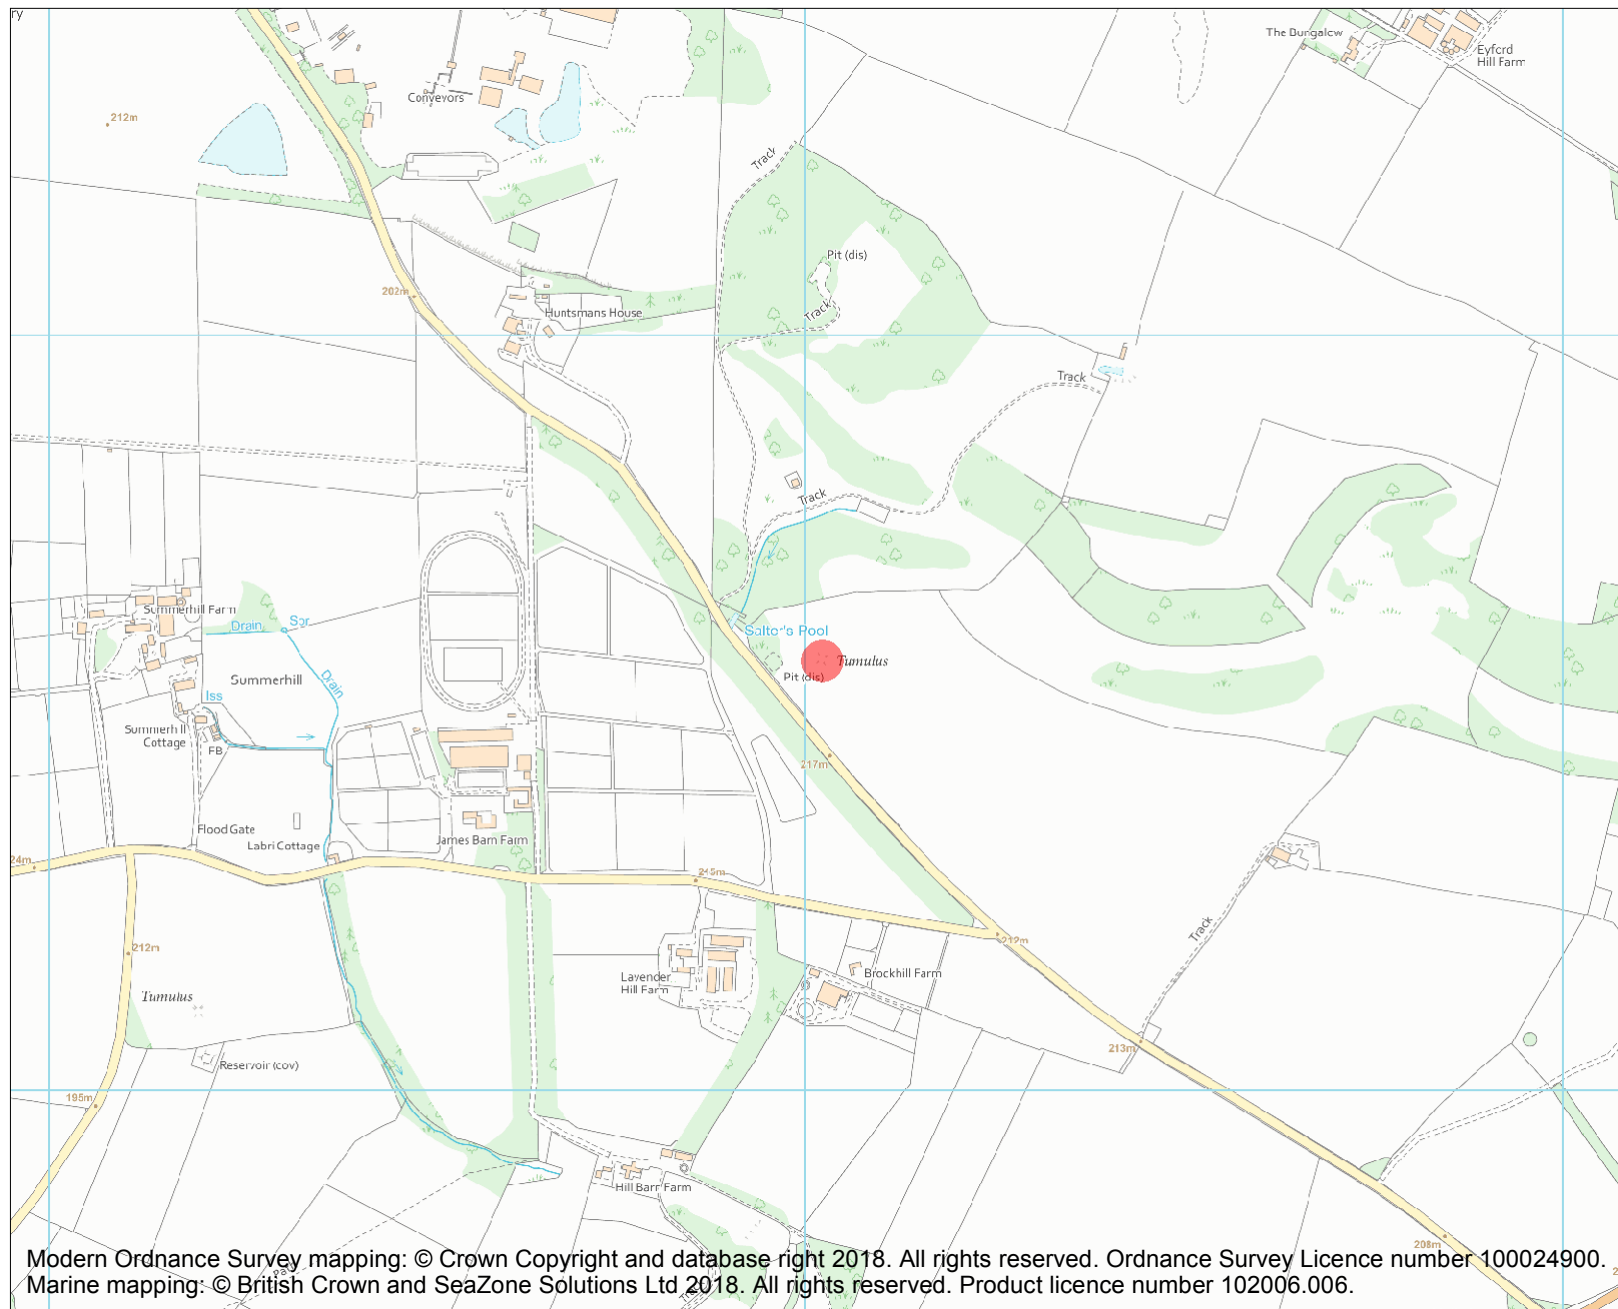 ry
The Bungalow
Eyford
Hill Farm
Conveyors
212m
Track
Pit (dis)
202m
Huntsmans House
Track
Track
Track
Summerhill Farm
Drain
Spr
Salter's Pool
Tumulus
Pit (dis)
Summerhill
Drain
Iss
Summerhill
Cottage
FB
217m
Flood Gate
Labri Cottage
James Barn Farm
24m
215m
Track
212m
212m
Lavender
Hill Farm
Brockhill Farm
Tumulus
213m
Reservoir (cov)
195m
Hill Barn Farm
208m
Path
Track
2
Modern Ordnance Survey mapping: © Crown Copyright and database right 2018. All rights reserved. Ordnance Survey Licence number 100024900.
Marine mapping: © British Crown and SeaZone Solutions Ltd 2018. All rights reserved. Product licence number 102006.006.